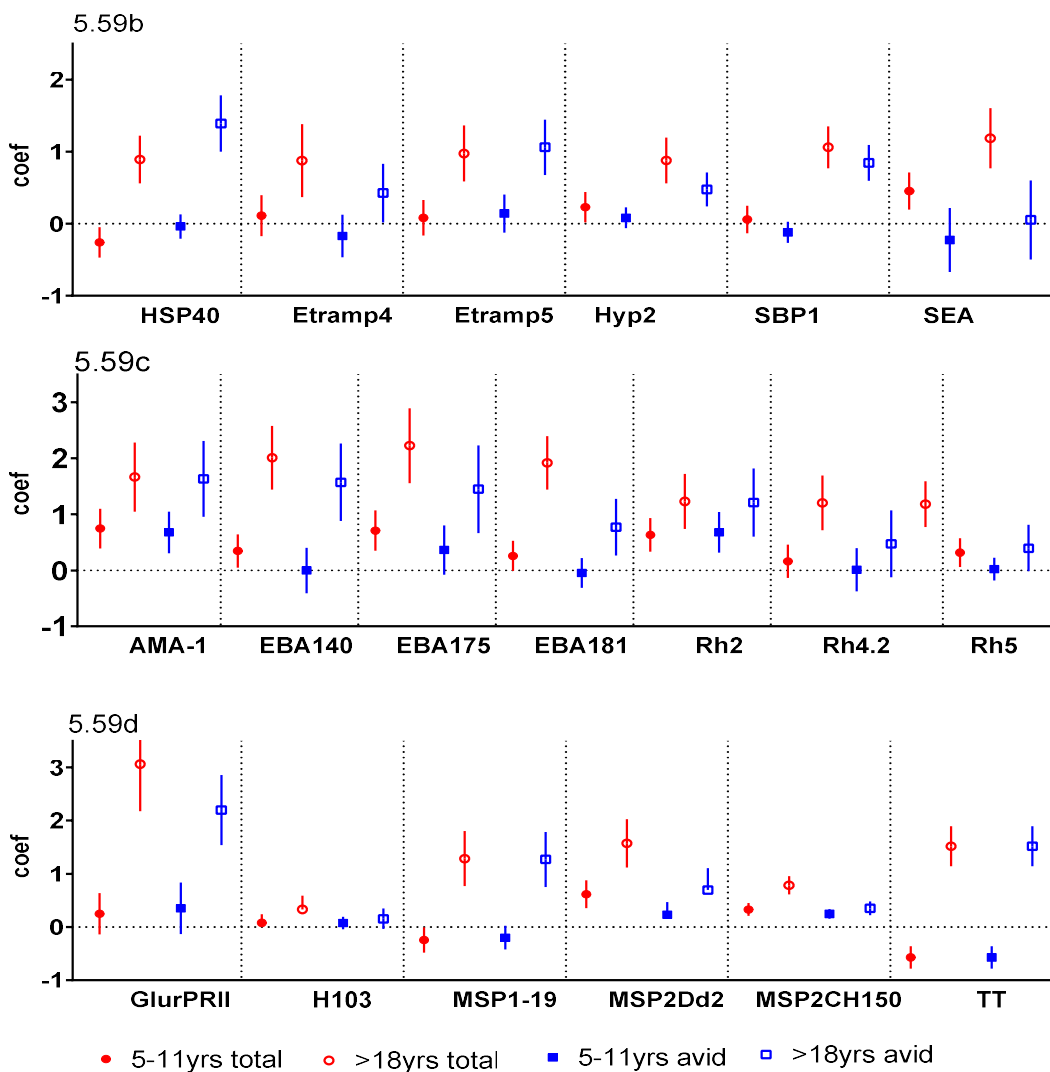 5.59b
2
1
0
-1
coef
HSP40 Etramp4 Etramp5 Hyp2 SBP1 SEA
5.59c
3
2
1
0
-1
coef
AMA-1 EBA140 EBA175 EBA181 Rh2 Rh4.2 Rh5
5.59d
3
2
1
0
-1
coef
GlurPRII H103 MSP1-19 MSP2Dd2 MSP2CH150 TT
5-11yrs total >18yrs total 5-11yrs avid >18yrs avid